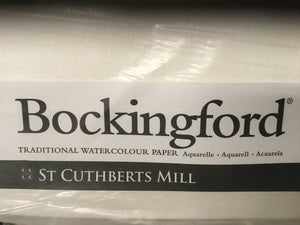 Bockingford®
TRADITIONAL WATERCOLOUR PAPER Aquarelle • Aquarell • Acuarela
ST CUTHBERTS MILL